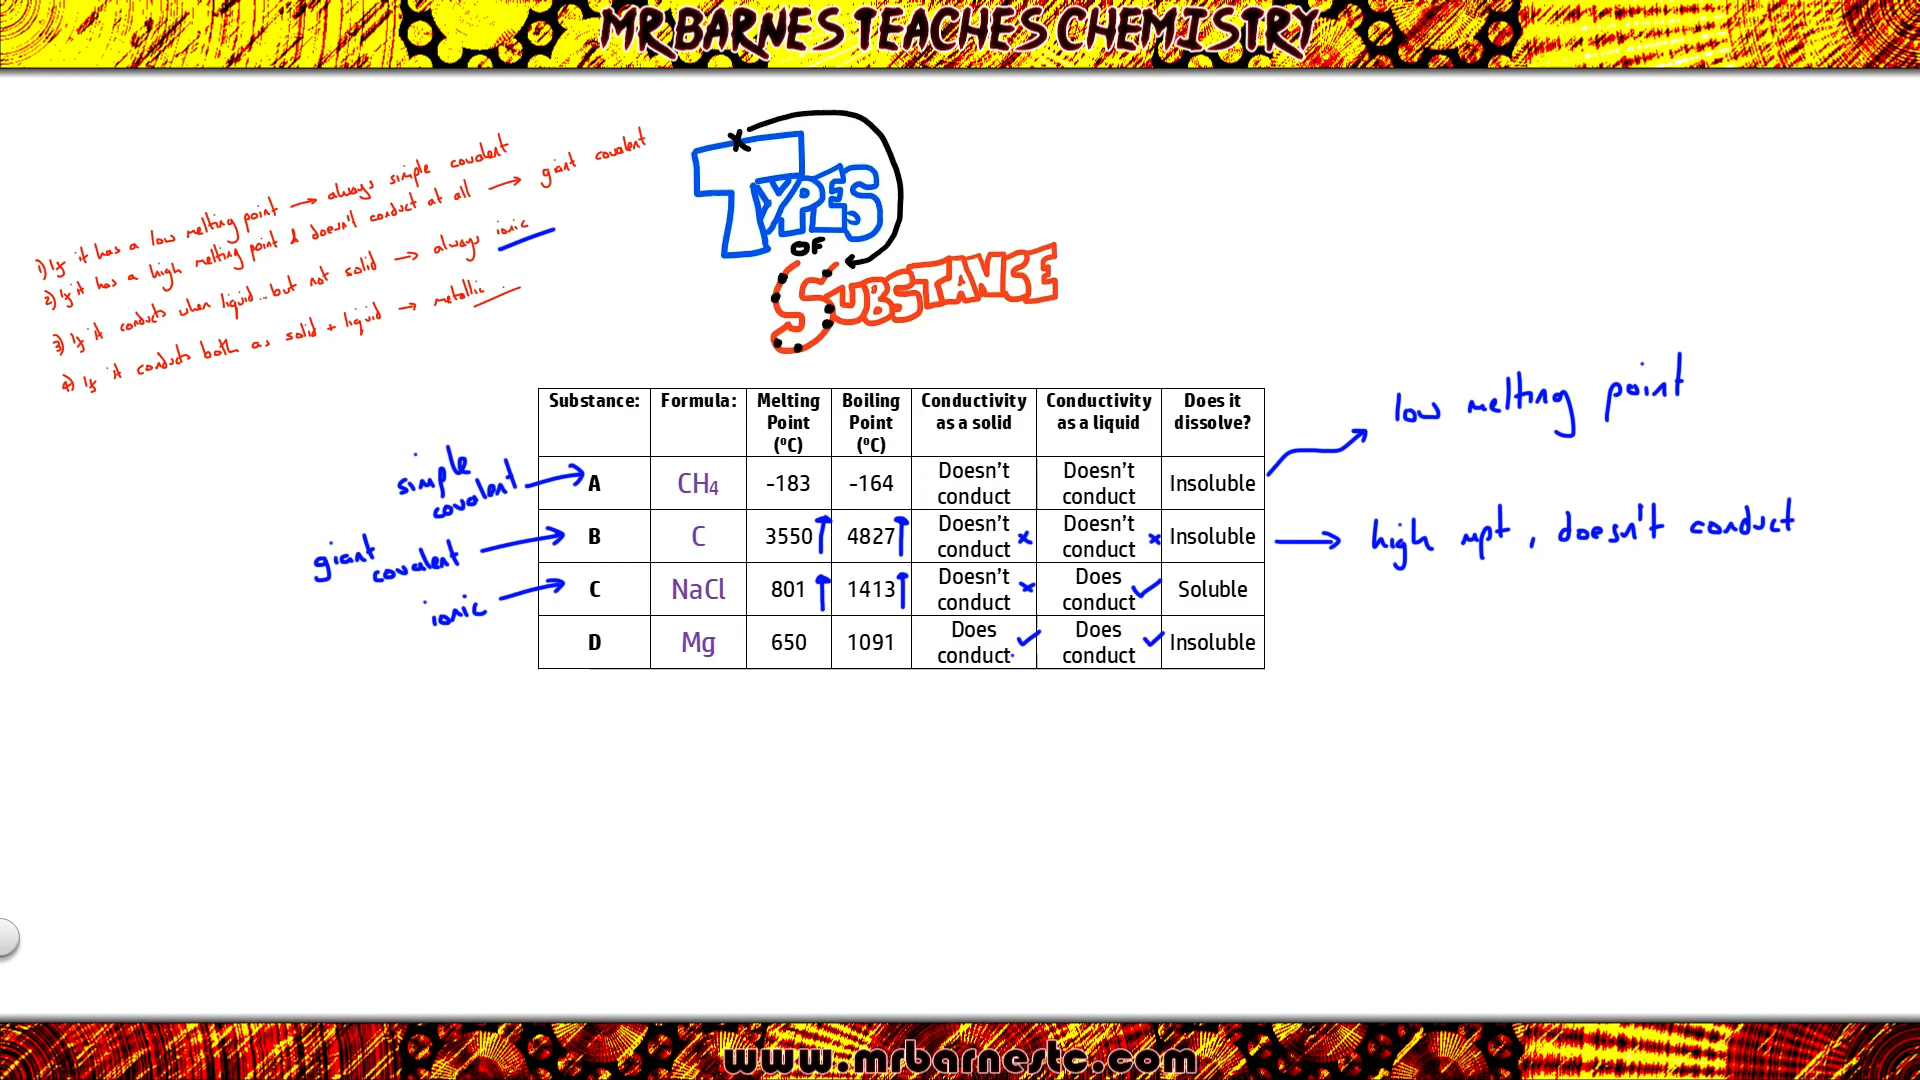 MRBARNES TEACHES CHEMISTRY
1) If it has a low melting point → always simple covalent
2) If it has a high melting point & doesn't conduct at all → giant covalent
3) If it conducts when liquid... but not solid → always ionic
4) If it conducts both as solid + liquid → metallic
TYPES
OF
SUBSTANCE
Substance: Formula: Melting Point (ºC) Boiling Point (ºC) Conductivity as a solid Conductivity as a liquid Does it dissolve?
simple covalent → A CH₄ -183 -164 Doesn't conduct Doesn't conduct Insoluble → low melting point
giant covalent → B C 3550 ↑ 4827 ↑ Doesn't conduct × Doesn't conduct × Insoluble → high mpt, doesn't conduct
ionic → C NaCl 801 ↑ 1413 ↑ Doesn't conduct × Does conduct ✓ Soluble
D Mg 650 1091 Does conduct ✓ Does conduct ✓ Insoluble
www.mrbarnestc.com